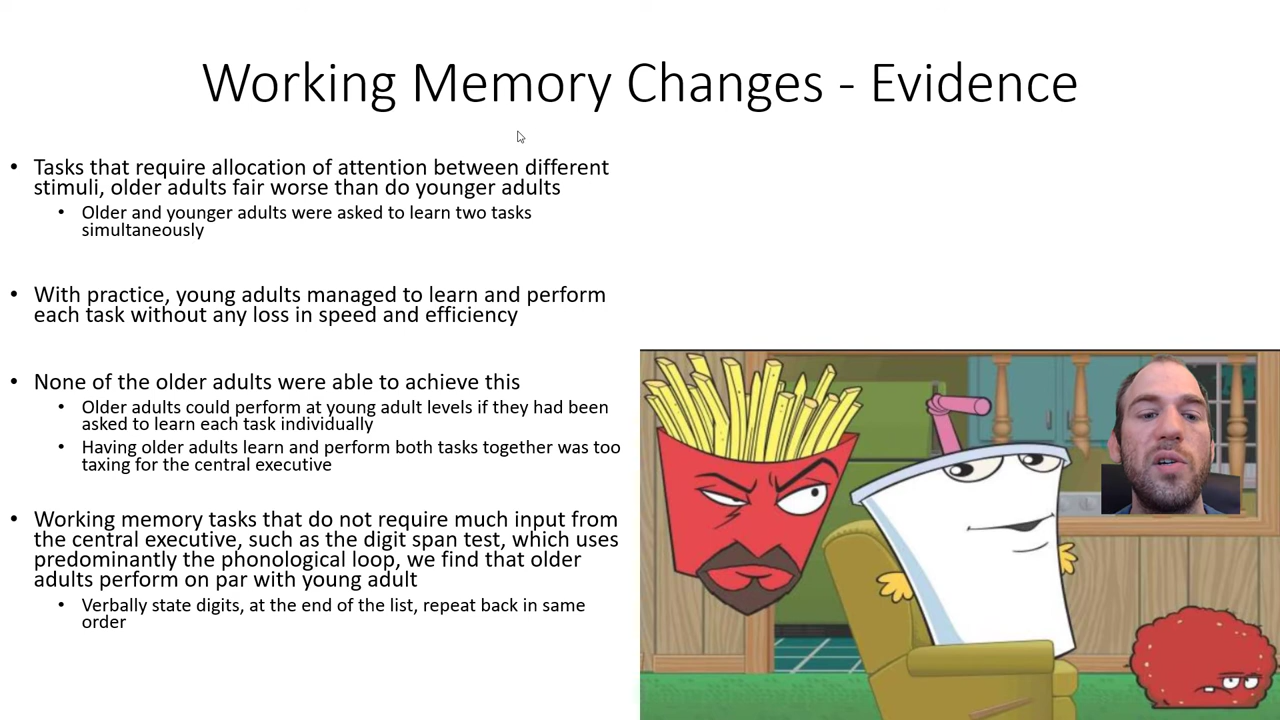 Working Memory Changes - Evidence
• Tasks that require allocation of attention between different
stimuli, older adults fair worse than do younger adults
• Older and younger adults were asked to learn two tasks
simultaneously
• With practice, young adults managed to learn and perform
each task without any loss in speed and efficiency
• None of the older adults were able to achieve this
• Older adults could perform at young adult levels if they had been
asked to learn each task individually
• Having older adults learn and perform both tasks together was too
taxing for the central executive
• Working memory tasks that do not require much input from
the central executive, such as the digit span test, which uses
predominantly the phonological loop, we find that older
adults perform on par with young adult
• Verbally state digits, at the end of the list, repeat back in same
order